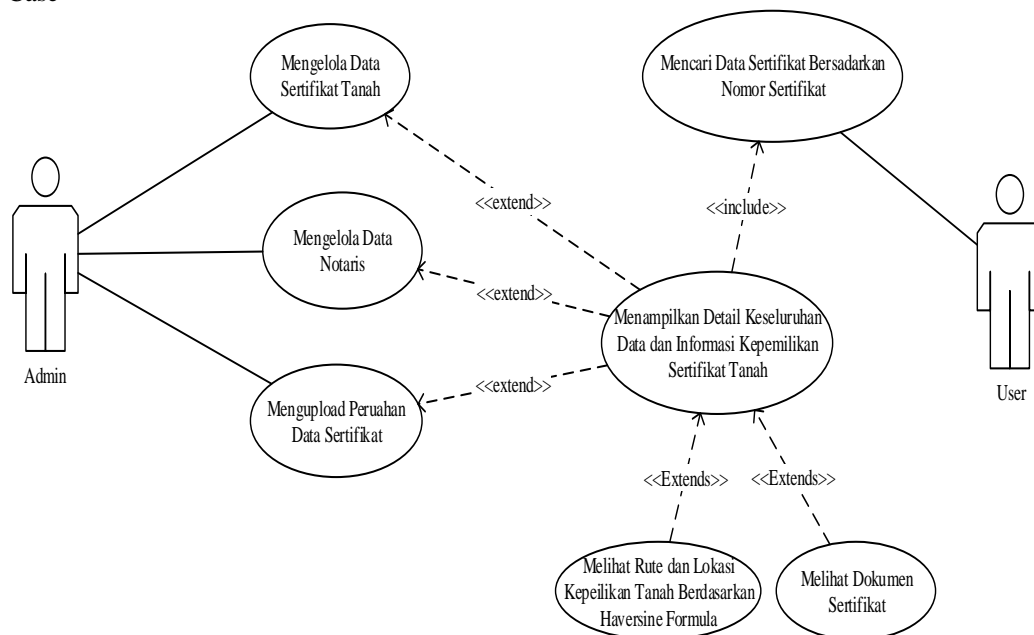 Mengelola Data
Sertifikat Tanah
Mencari Data Sertifikat Bersadarkan
Nomor Sertifikat
<<extend>>
<<include>>
Mengelola Data
Notaris
<<extend>>
Menampilkan Detail Keseluruhan
Data dan Informasi Kepemilikan
Sertifikat Tanah
Admin
User
<<extend>>
Mengupload Peruahan
Data Sertifikat
<<Extends>>
<<Extends>>
Melihat Rute dan Lokasi
Kepeilikan Tanah Berdasarkan
Haversine Formula
Melihat Dokumen
Sertifikat